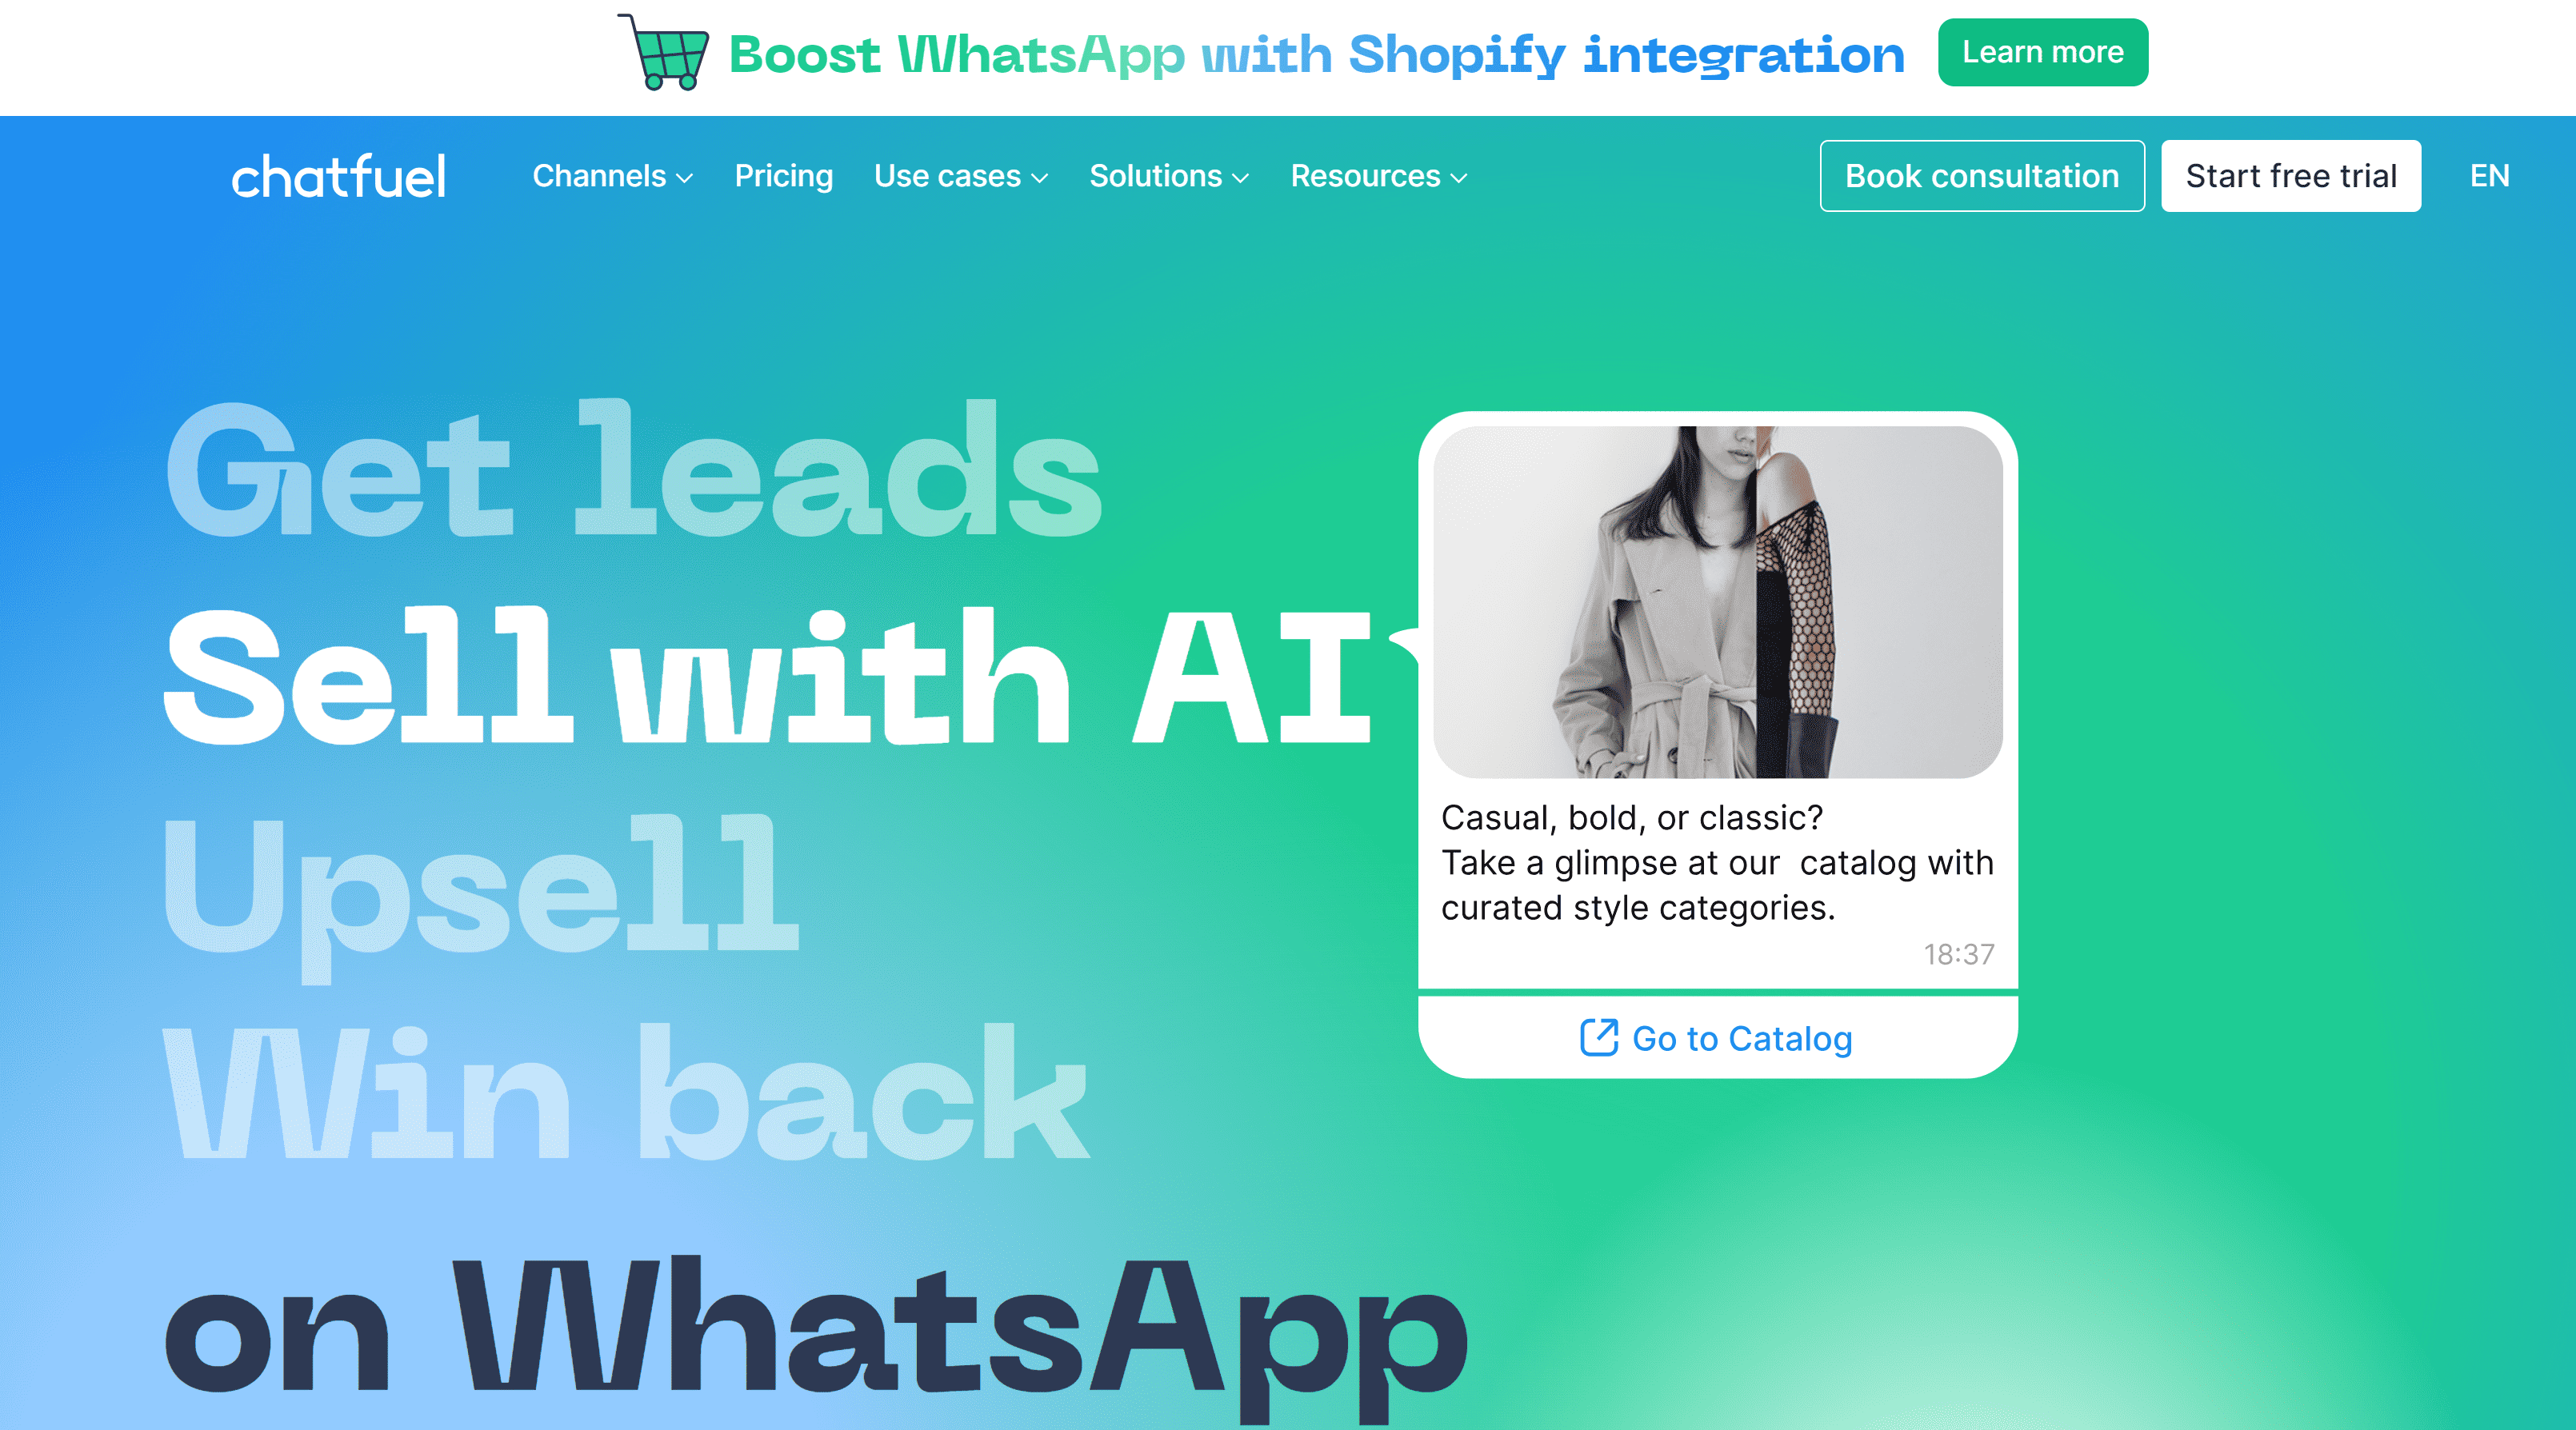 Boost WhatsApp with Shopify integration
Learn more
chatfuel
Channels
Pricing
Use cases
Solutions
Resources
Book consultation
Start free trial
EN
Get leads
Sell with AI
Upsell
Win back
on WhatsApp
Casual, bold, or classic?
Take a glimpse at our  catalog with
curated style categories.
18:37
Go to Catalog